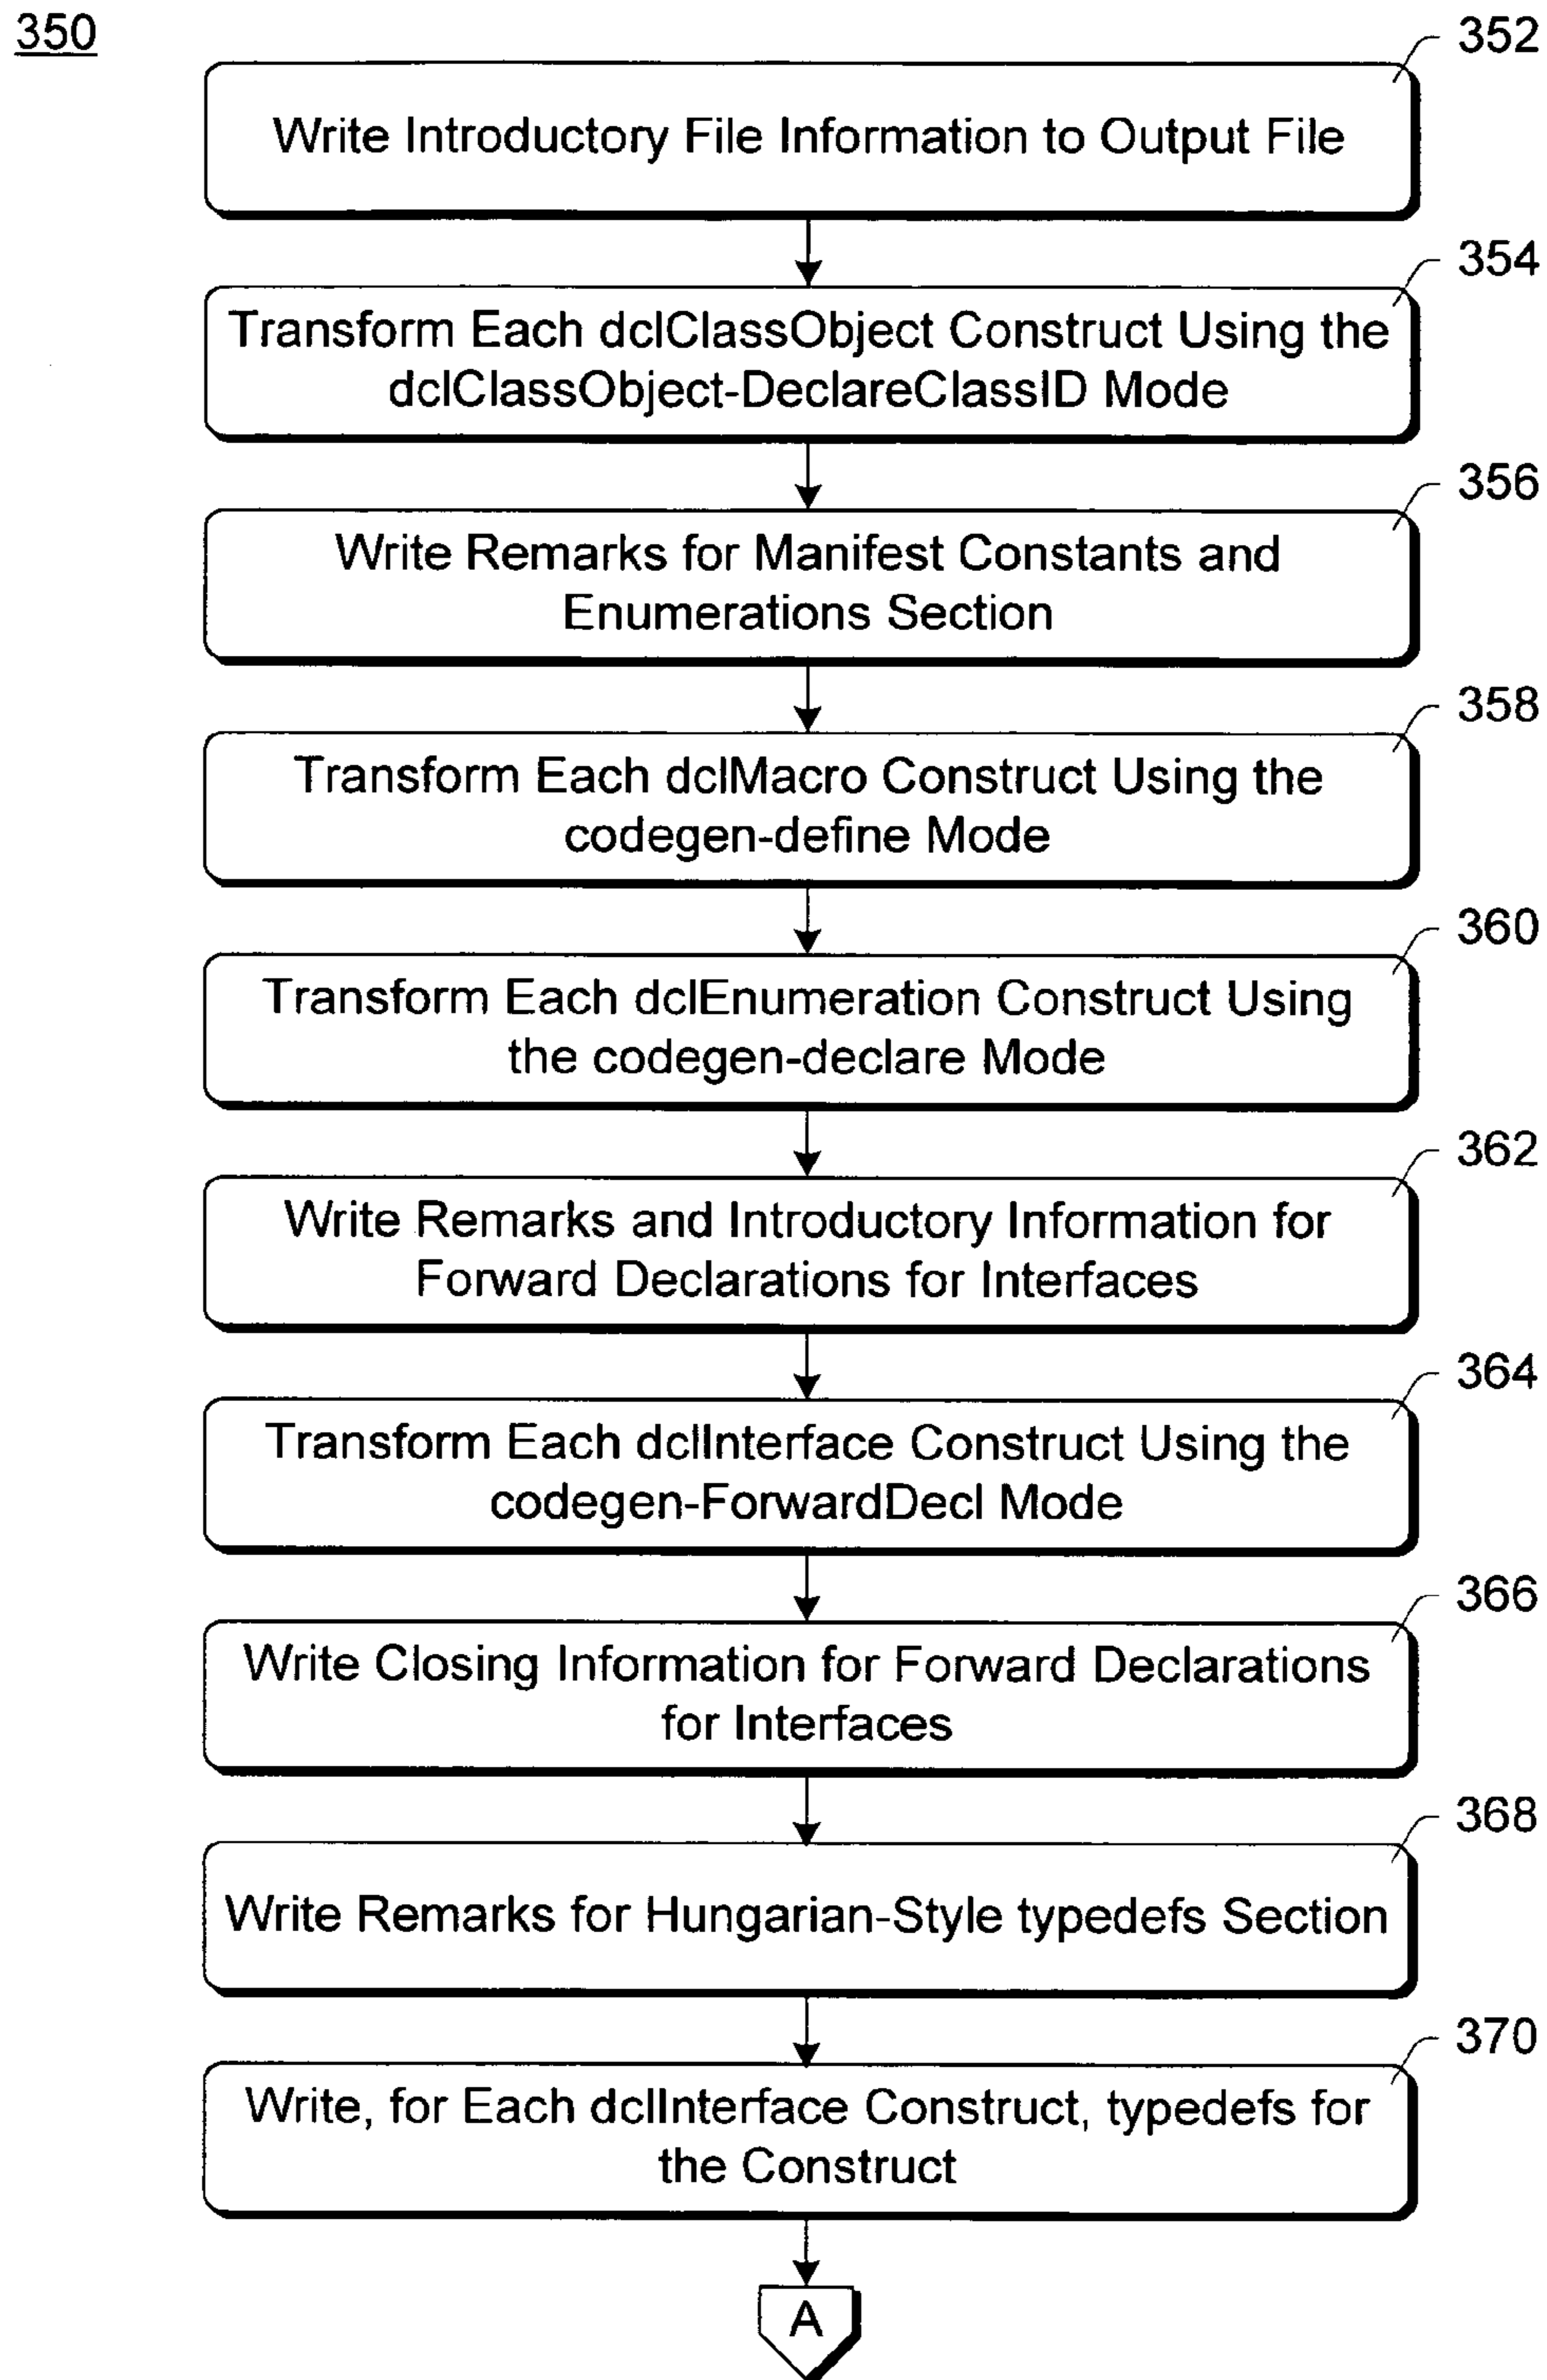 350
352
Write Introductory File Information to Output File
354
Transform Each dclClassObject Construct Using the
dclClassObject-DeclareClassID Mode
356
Write Remarks for Manifest Constants and
Enumerations Section
358
Transform Each dclMacro Construct Using the
codegen-define Mode
360
Transform Each dclEnumeration Construct Using
the codegen-declare Mode
362
Write Remarks and Introductory Information for
Forward Declarations for Interfaces
364
Transform Each dclInterface Construct Using the
codegen-ForwardDecl Mode
366
Write Closing Information for Forward Declarations
for Interfaces
368
Write Remarks for Hungarian-Style typedefs Section
370
Write, for Each dclInterface Construct, typedefs for
the Construct
A